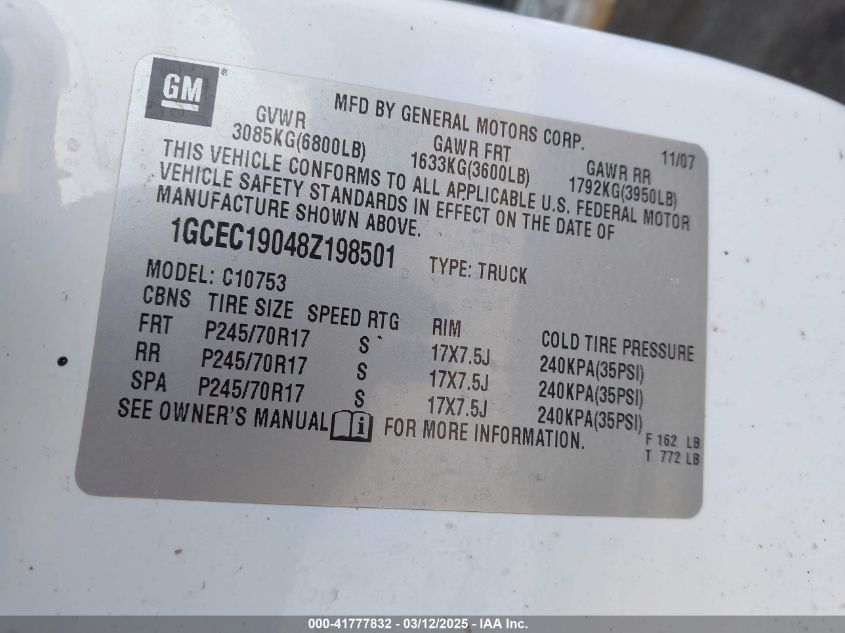 GM ®
MFD BY GENERAL MOTORS CORP. 11/07
GVWR GAWR FRT GAWR RR
3085KG(6800LB) 1633KG(3600LB) 1792KG(3950LB)
THIS VEHICLE CONFORMS TO ALL APPLICABLE U.S. FEDERAL MOTOR
VEHICLE SAFETY STANDARDS IN EFFECT ON THE DATE OF
MANUFACTURE SHOWN ABOVE.
1GCEC19048Z198501 TYPE: TRUCK
MODEL: C10753
CBNS TIRE SIZE SPEED RTG RIM COLD TIRE PRESSURE
FRT P245/70R17 S 17X7.5J 240KPA(35PSI)
RR P245/70R17 S 17X7.5J 240KPA(35PSI)
SPA P245/70R17 S 17X7.5J 240KPA(35PSI)
SEE OWNER'S MANUAL i FOR MORE INFORMATION.
F 162 LB
T 772 LB
000-41777832 - 03/12/2025 - IAA Inc.